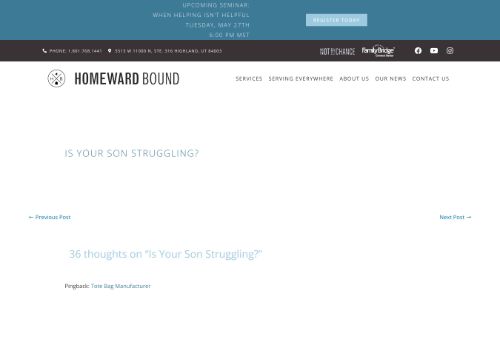 UPCOMING SEMINAR:
WHEN HELPING ISN'T HELPFUL
TUESDAY, MAY 27TH
6:00 PM MST
REGISTER TODAY
PHONE: 1.801.768.1441
5513 W 11000 N, STE. 316 HIGHLAND, UT 84003
NOT BY CHANCE
FamilyBridge
HOMEWARD BOUND
SERVICES
SERVING EVERYWHERE
ABOUT US
OUR NEWS
CONTACT US
IS YOUR SON STRUGGLING?
← Previous Post
Next Post →
36 thoughts on “Is Your Son Struggling?”
Pingback: Tote Bag Manufacturer